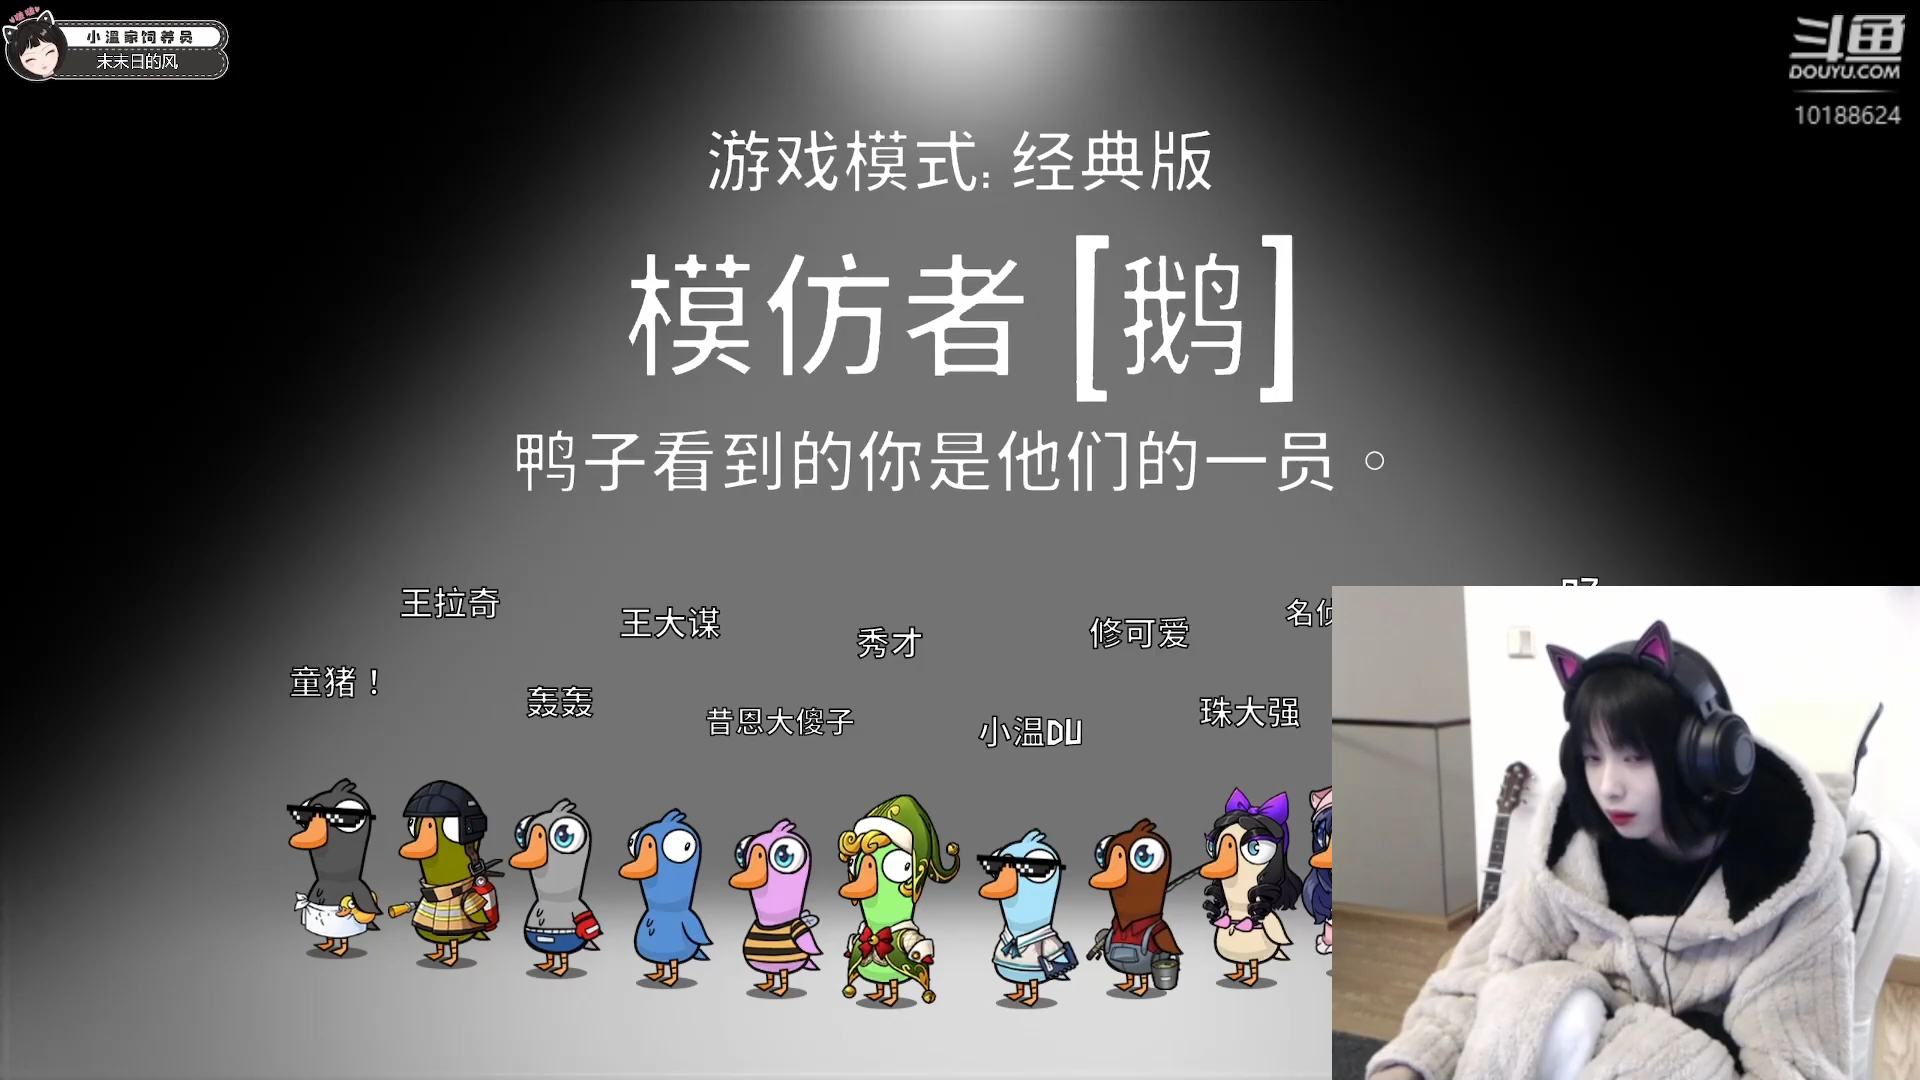 小温家饲养员
末末日的风
斗鱼
DOUYU.COM
10188624
游戏模式: 经典版
模仿者 [鹅]
鸭子看到的你是他们的一员。
王拉奇
王大谋
秀才
修可爱
名侦
童猪！
轰轰
昔恩大傻子
小温DU
珠大强